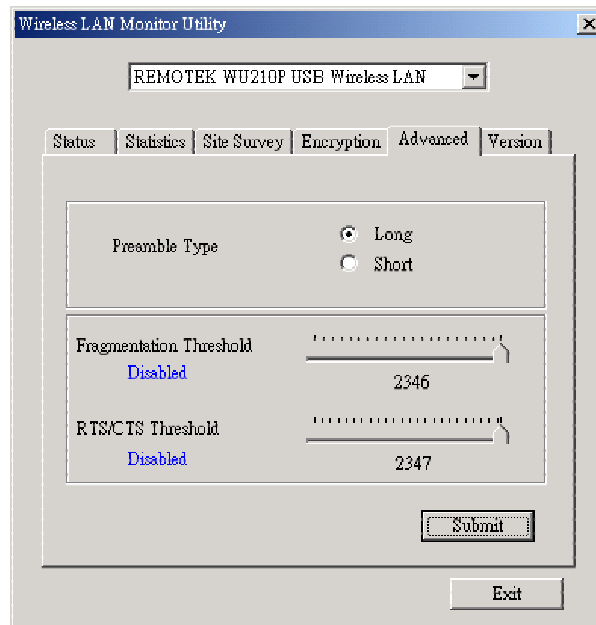 Wireless LAN Monitor Utility
REMOTEK WU210P USB Wireless LAN
Status Statistics Site Survey Encryption Advanced Version
Preamble Type
Long
Short
Fragmentation Threshold
Disabled
2346
RTS/CTS Threshold
Disabled
2347
Submit
Exit